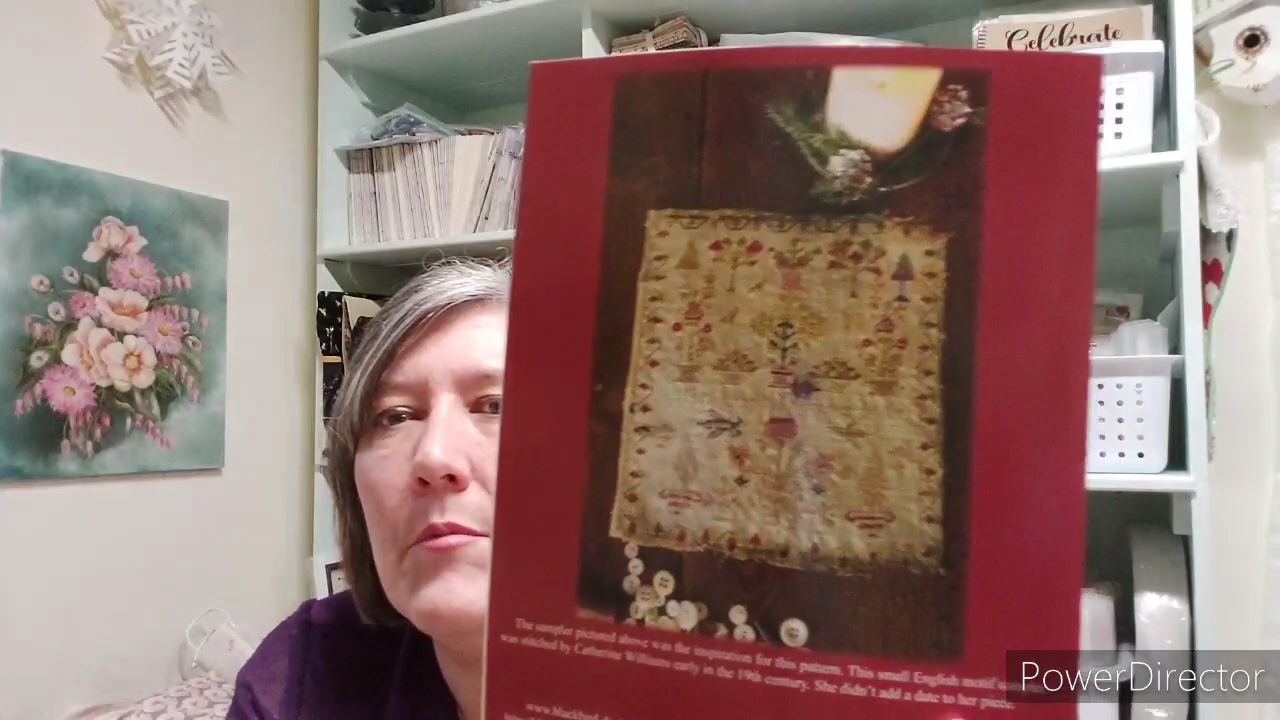 Celebrate
The sampler pictured above was the inspiration for this pattern. This small English motif
was stitched by Catherine Williams early in the 19th century. She didn't add a date to her piece.
PowerDirector